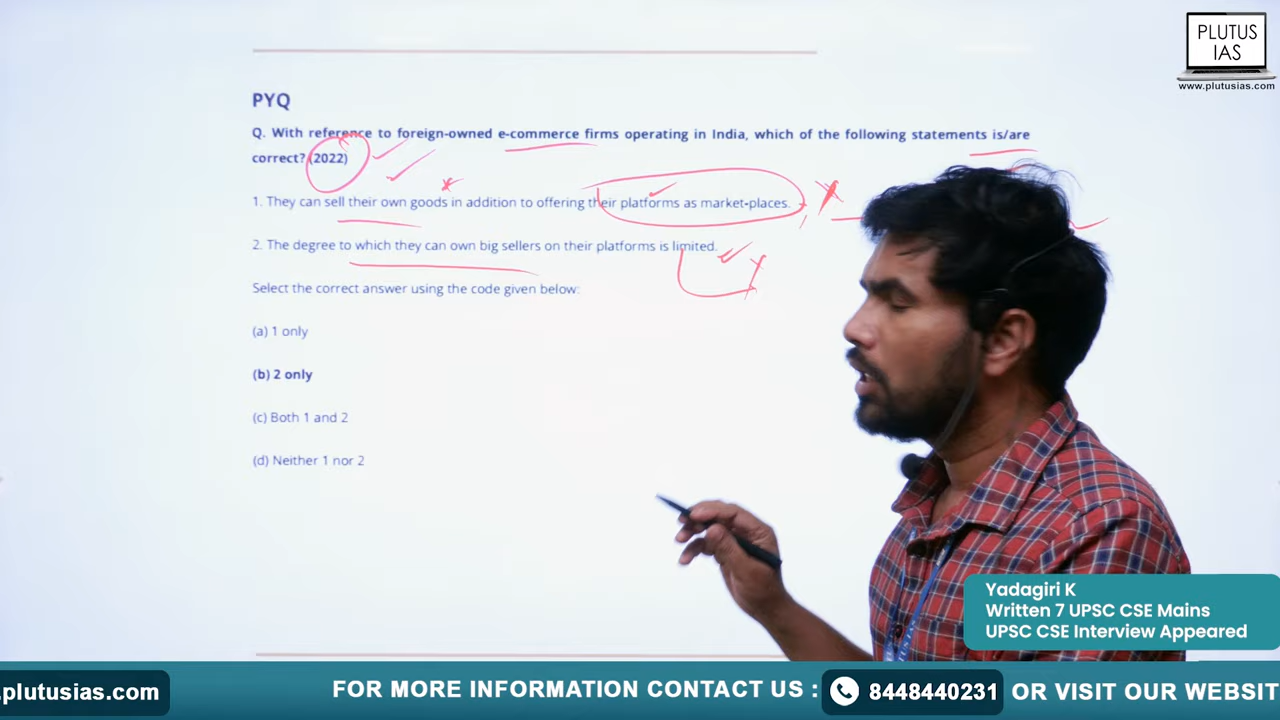 PLUTUS
IAS
www.plutusias.com
PYQ
Q. With reference to foreign-owned e-commerce firms operating in India, which of the following statements is/are
correct? (2022)
1. They can sell their own goods in addition to offering their platforms as market-places.
2. The degree to which they can own big sellers on their platforms is limited.
Select the correct answer using the code given below:
(a) 1 only
(b) 2 only
(c) Both 1 and 2
(d) Neither 1 nor 2
Yadagiri K
Written 7 UPSC CSE Mains
UPSC CSE Interview Appeared
.plutusias.com FOR MORE INFORMATION CONTACT US : 8448440231 OR VISIT OUR WEBSIT